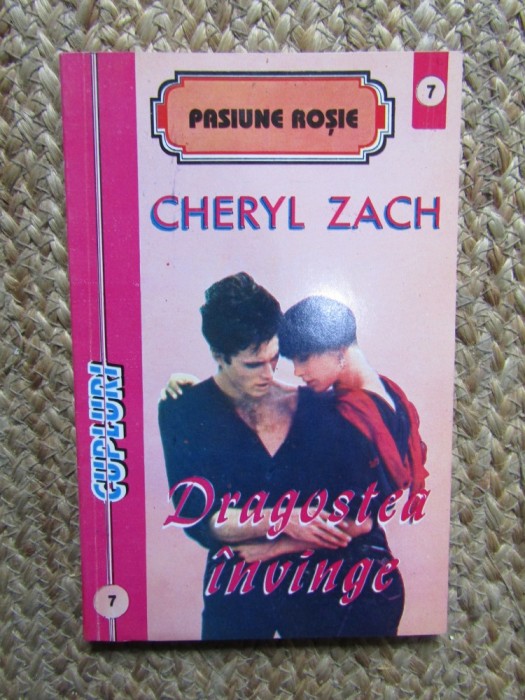 PASIUNE ROȘIE
7
CHERYL ZACH
CUPLURI
Dragostea
învinge
7